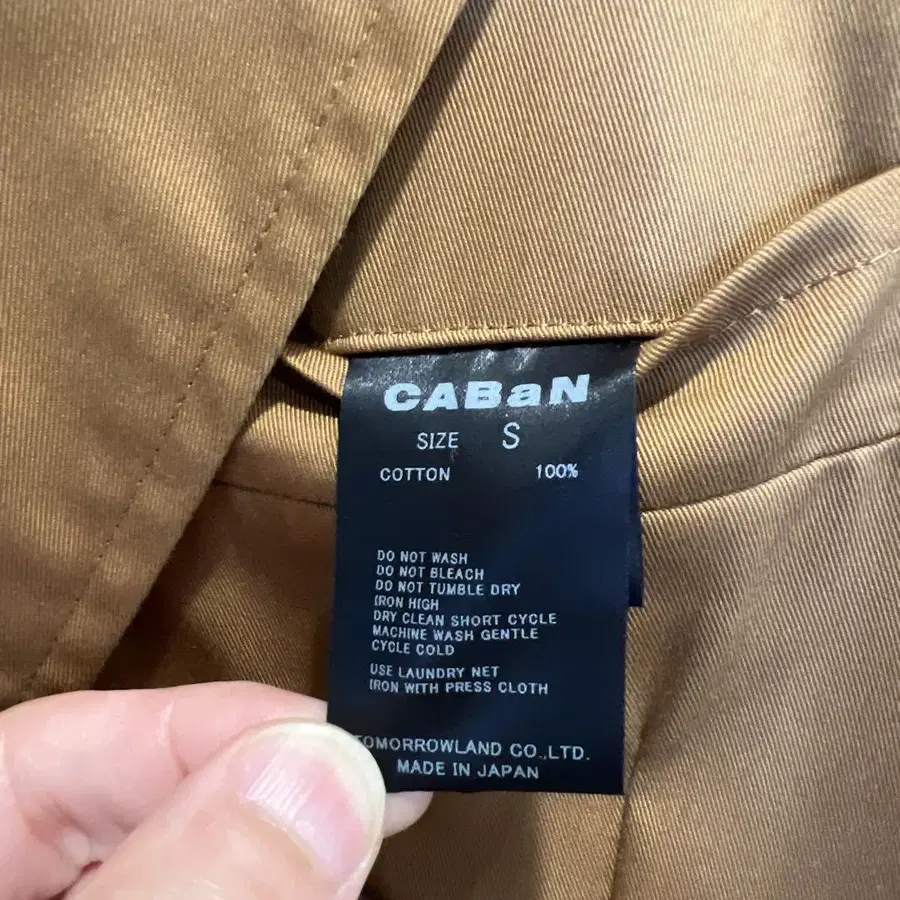 CABaN
SIZE S
COTTON 100%
DO NOT WASH
DO NOT BLEACH
DO NOT TUMBLE DRY
IRON HIGH
DRY CLEAN SHORT CYCLE
MACHINE WASH GENTLE
CYCLE COLD
USE LAUNDRY NET
IRON WITH PRESS CLOTH
TOMORROWLAND CO.,LTD.
MADE IN JAPAN